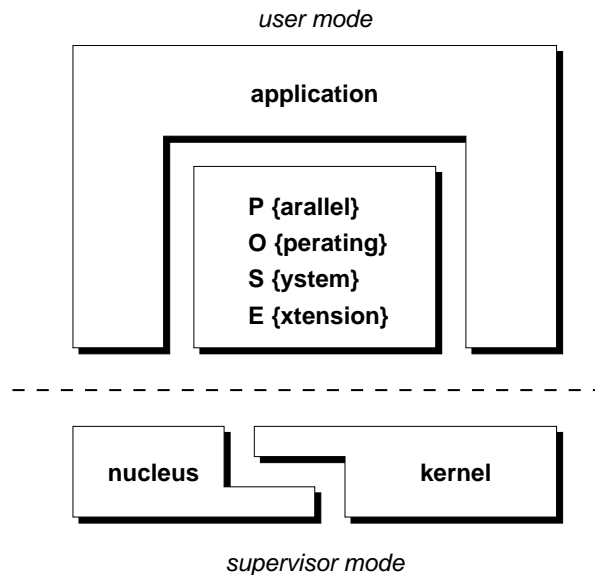 user mode
application
P {arallel}
O {perating}
S {ystem}
E {xtension}
nucleus kernel
supervisor mode